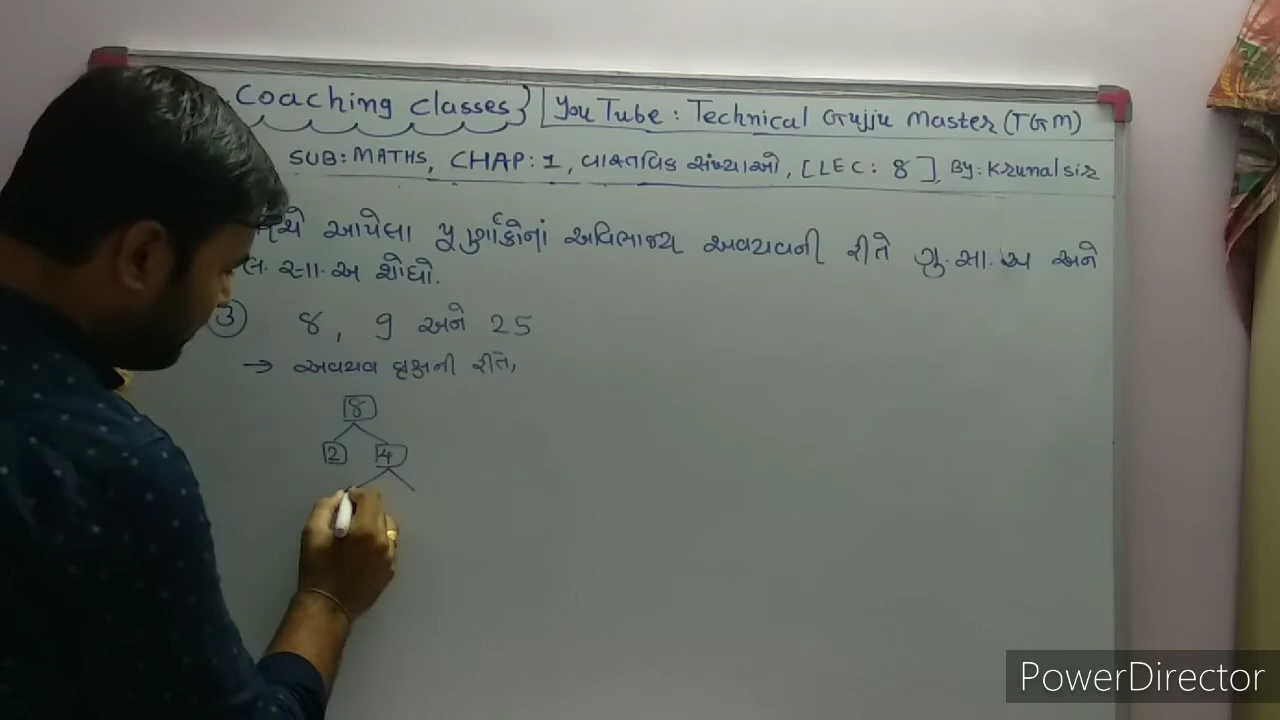 Coaching classes} | YouTube : Technical Gujju Master (TGM)
SUB: MATHS, CHAP: 1, વાસ્તવિક સંખ્યાઓ, [LEC: 8], By: Krunal sir
આપેલા પૂર્ણાંકોનાં અવિભાજ્ય અવયવની રીતે ગુ.સા.અ અને
લ. સા. અ શોધો.
③ 8, 9 અને 25
→ અવયવ વૃક્ષની રીતે,
8
2 4
PowerDirector